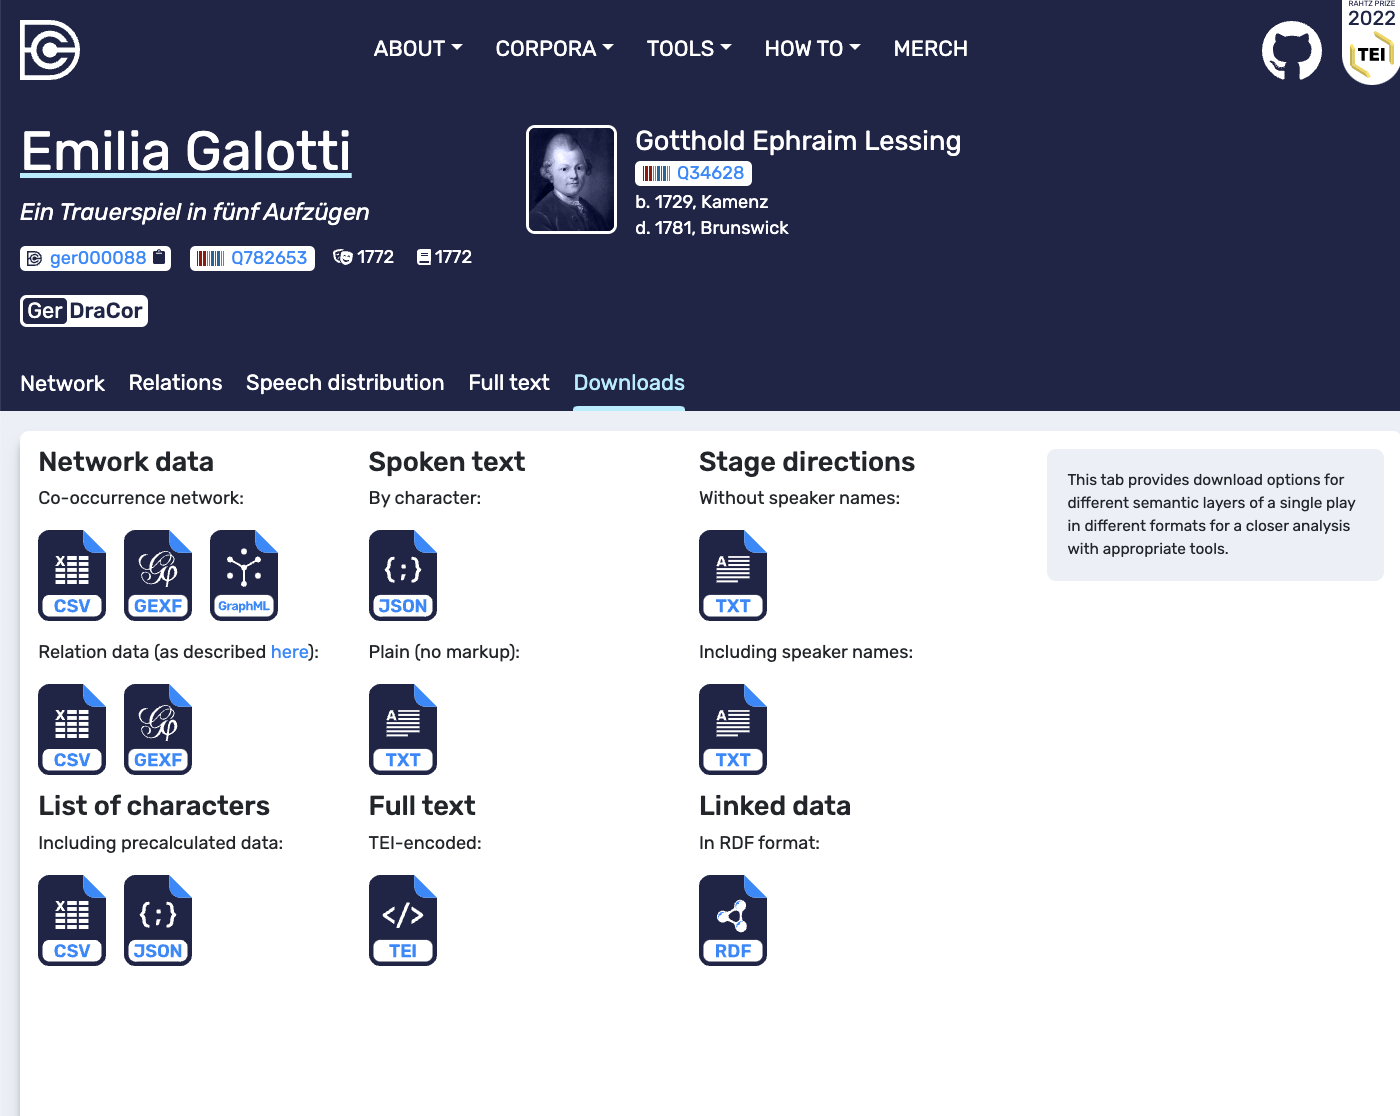 ABOUT
CORPORA
TOOLS
HOW TO
MERCH
RAHTZ PRIZE
2022
TEI
Emilia Galotti
Ein Trauerspiel in fünf Aufzügen
ger000088
Q782653
1772
1772
Ger DraCor
Gotthold Ephraim Lessing
Q34628
b. 1729, Kamenz
d. 1781, Brunswick
Network
Relations
Speech distribution
Full text
Downloads
Network data
Co-occurrence network:
CSV
GEXF
GraphML
Relation data (as described here):
CSV
GEXF
List of characters
Including precalculated data:
CSV
JSON
Spoken text
By character:
JSON
Plain (no markup):
TXT
Full text
TEI-encoded:
TEI
Stage directions
Without speaker names:
TXT
Including speaker names:
TXT
Linked data
In RDF format:
RDF
This tab provides download options for
different semantic layers of a single play
in different formats for a closer analysis
with appropriate tools.